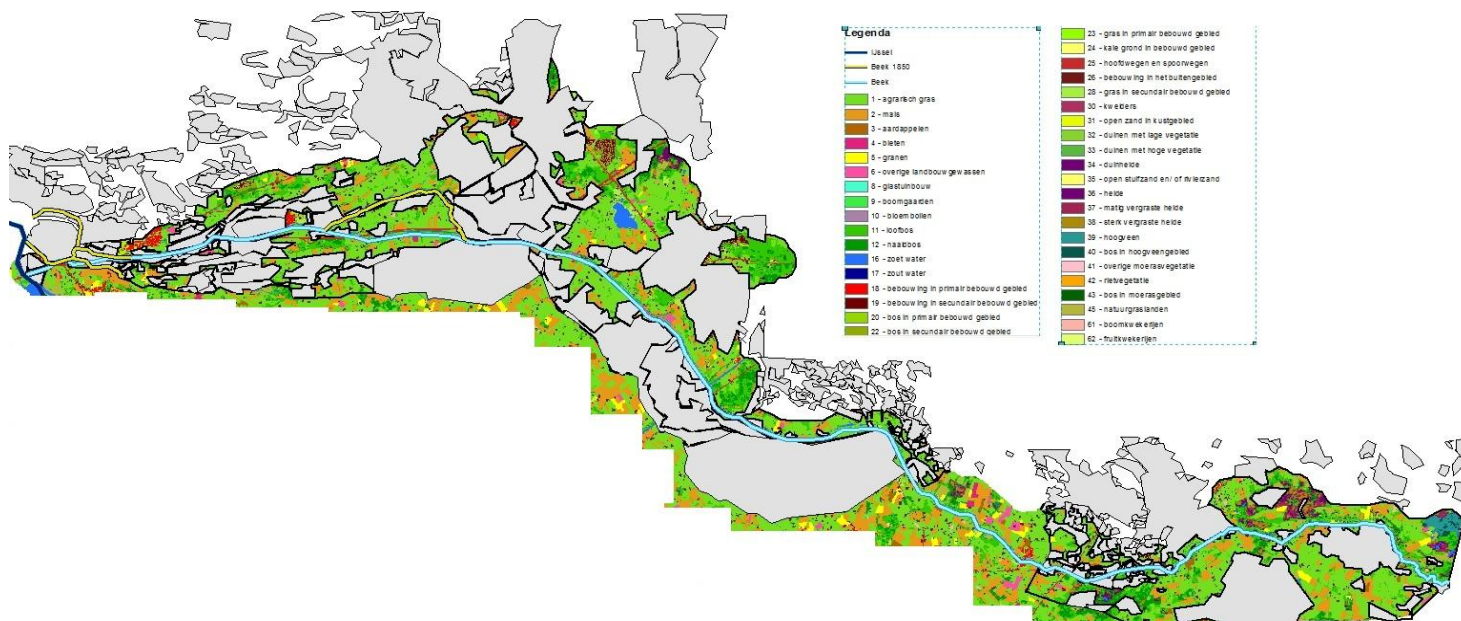 Legenda
IJssel
Beek 1850
Beek
1 - agrarisch gras
2 - mais
3 - aardappelen
4 - bieten
5 - granen
6 - overige landbouwgewassen
8 - glastuinbouw
9 - boomgaarden
10 - bloembollen
11 - loofbos
12 - naaldbos
16 - zoet water
17 - zout water
18 - bebouwing in primair bebouwd gebied
19 - bebouwing in secundair bebouwd gebied
20 - bos in primair bebouwd gebied
22 - bos in secundair bebouwd gebied
23 - gras in primair bebouwd gebied
24 - kale grond in bebouwd gebied
25 - hoofdwegen en spoorwegen
26 - bebouwing in het buitengebied
28 - gras in secundair bebouwd gebied
30 - kwelders
31 - open zand in kustgebied
32 - duinen met lage vegetatie
33 - duinen met hoge vegetatie
34 - duinheide
35 - open stuifzand en/ of rivierzand
36 - heide
37 - matig vergraste heide
38 - sterk vergraste heide
39 - hoogveen
40 - bos in hoogveengebied
41 - overige moerasvegetatie
42 - rietvegetatie
43 - bos in moerasgebied
45 - natuurgraslanden
61 - boomkwekerijen
62 - fruitkwekerijen